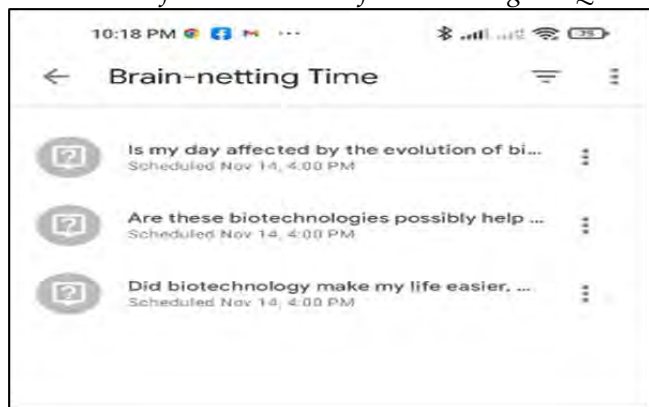 10:18 PM
Brain-netting Time
Is my day affected by the evolution of bi...
Scheduled Nov 14, 4:00 PM
Are these biotechnologies possibly help ...
Scheduled Nov 14, 4:00 PM
Did biotechnology make my life easier, ...
Scheduled Nov 14, 4:00 PM